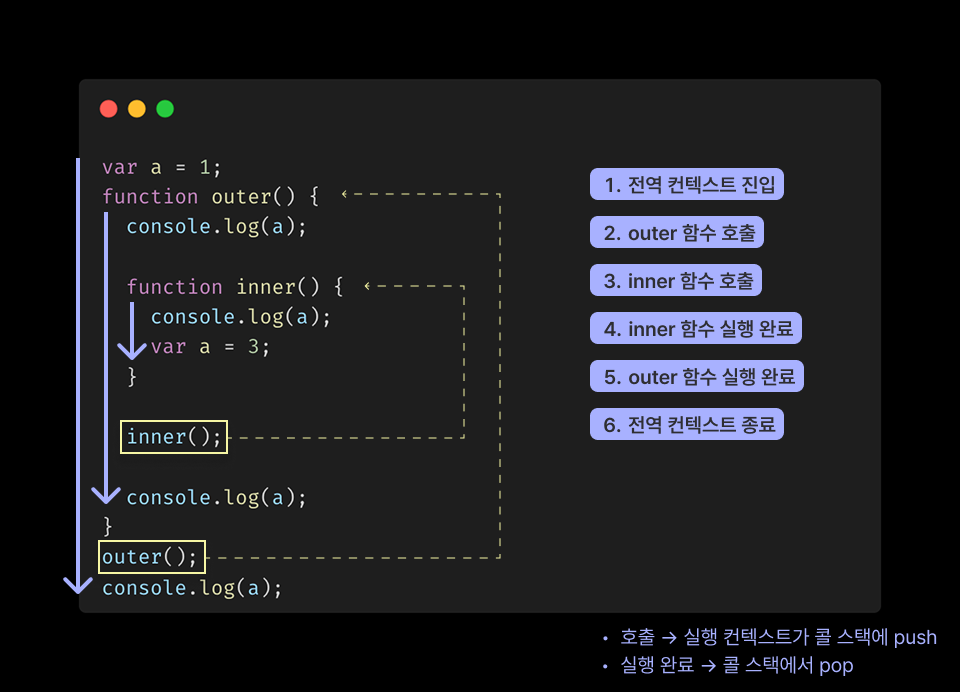 var a = 1;
function outer() {
console.log(a);
function inner() {
console.log(a);
var a = 3;
}
inner();
console.log(a);
}
outer();
console.log(a);
1. 전역 컨텍스트 진입
2. outer 함수 호출
3. inner 함수 호출
4. inner 함수 실행 완료
5. outer 함수 실행 완료
6. 전역 컨텍스트 종료
• 호출 → 실행 컨텍스트가 콜 스택에 push
• 실행 완료 → 콜 스택에서 pop